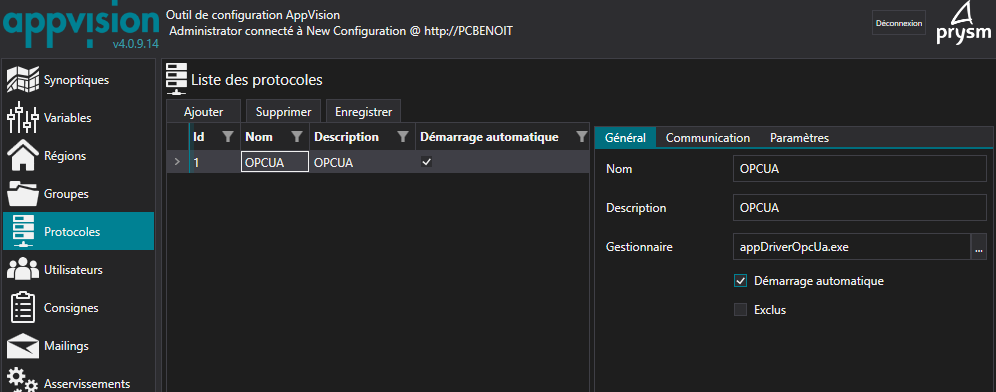 appvision
v4.0.9.14
Outil de configuration AppVision
Administrator connecté à New Configuration @ http://PCBENOIT
Déconnexion
prysm
Synoptiques
Variables
Régions
Groupes
Protocoles
Utilisateurs
Consignes
Mailings
Asservissements
Liste des protocoles
Ajouter Supprimer Enregistrer
Id Nom Description Démarrage automatique
1 OPCUA OPCUA
Général Communication Paramètres
Nom OPCUA
Description OPCUA
Gestionnaire appDriverOpcUa.exe ...
Démarrage automatique
Exclus